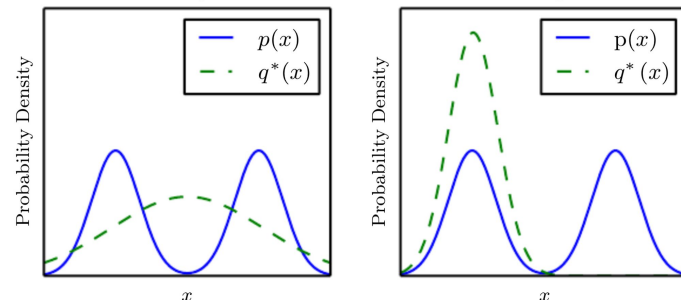 Probability Density
p(x)
q*(x)
x
Probability Density
p(x)
q*(x)
x